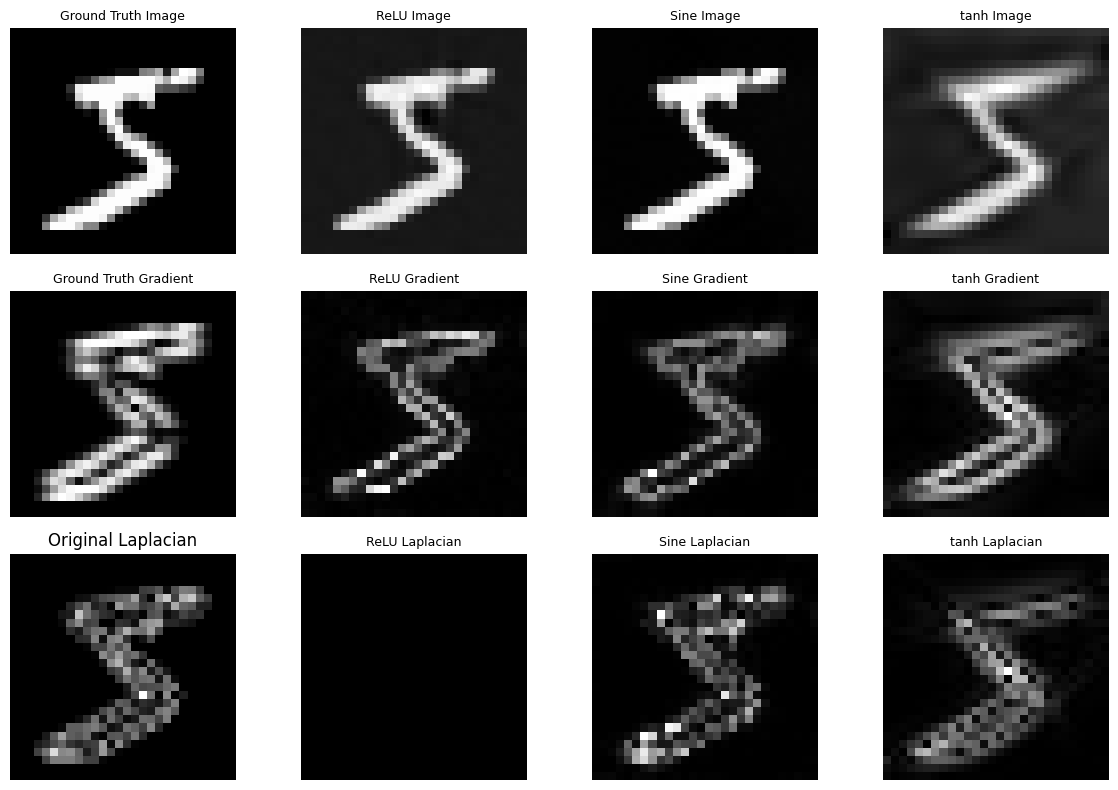 Ground Truth Image
ReLU Image
Sine Image
tanh Image
Ground Truth Gradient
ReLU Gradient
Sine Gradient
tanh Gradient
Original Laplacian
ReLU Laplacian
Sine Laplacian
tanh Laplacian